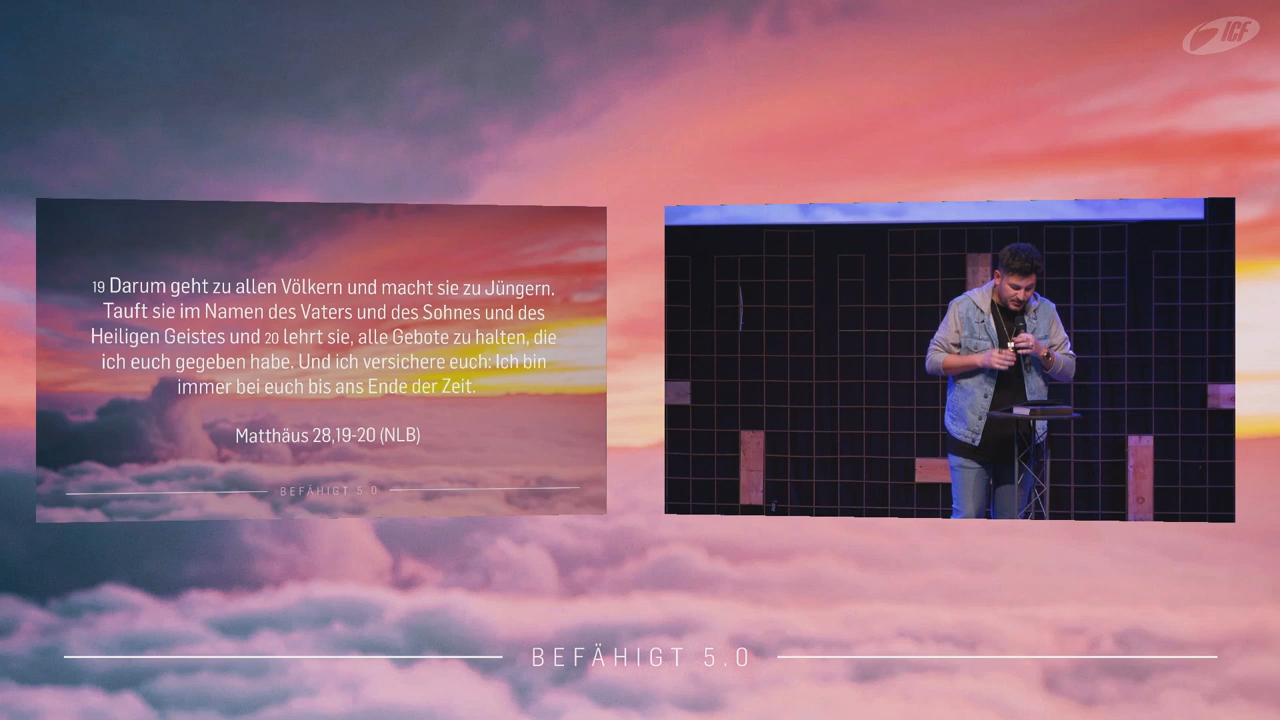 ICF
19 Darum geht zu allen Völkern und macht sie zu Jüngern.
Tauft sie im Namen des Vaters und des Sohnes und des
Heiligen Geistes und 20 lehrt sie, alle Gebote zu halten, die
ich euch gegeben habe. Und ich versichere euch: Ich bin
immer bei euch bis ans Ende der Zeit.
Matthäus 28,19-20 (NLB)
BEFÄHIGT 5.0
BEFÄHIGT 5.0